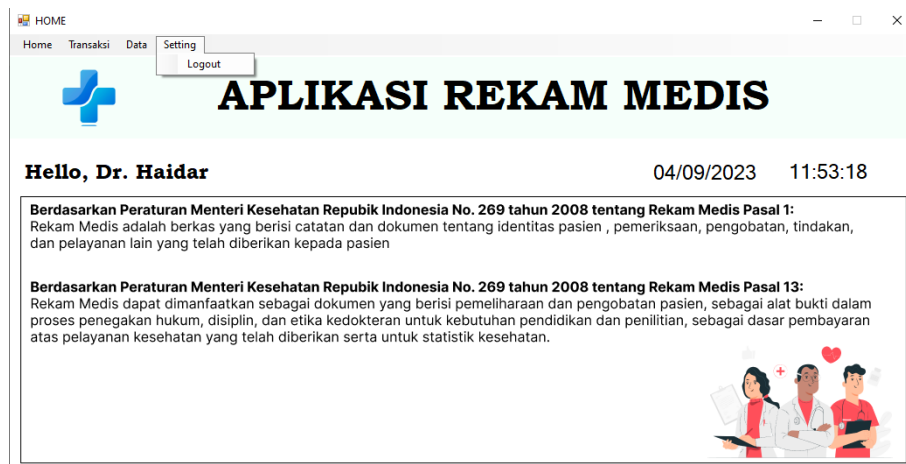 HOME
Home Transaksi Data Setting
Logout
APLIKASI REKAM MEDIS
Hello, Dr. Haidar 04/09/2023 11:53:18
Berdasarkan Peraturan Menteri Kesehatan Repubik Indonesia No. 269 tahun 2008 tentang Rekam Medis Pasal 1:
Rekam Medis adalah berkas yang berisi catatan dan dokumen tentang identitas pasien , pemeriksaan, pengobatan, tindakan,
dan pelayanan lain yang telah diberikan kepada pasien
Berdasarkan Peraturan Menteri Kesehatan Repubik Indonesia No. 269 tahun 2008 tentang Rekam Medis Pasal 13:
Rekam Medis dapat dimanfaatkan sebagai dokumen yang berisi pemeliharaan dan pengobatan pasien, sebagai alat bukti dalam
proses penegakan hukum, disiplin, dan etika kedokteran untuk kebutuhan pendidikan dan penilitian, sebagai dasar pembayaran
atas pelayanan kesehatan yang telah diberikan serta untuk statistik kesehatan.